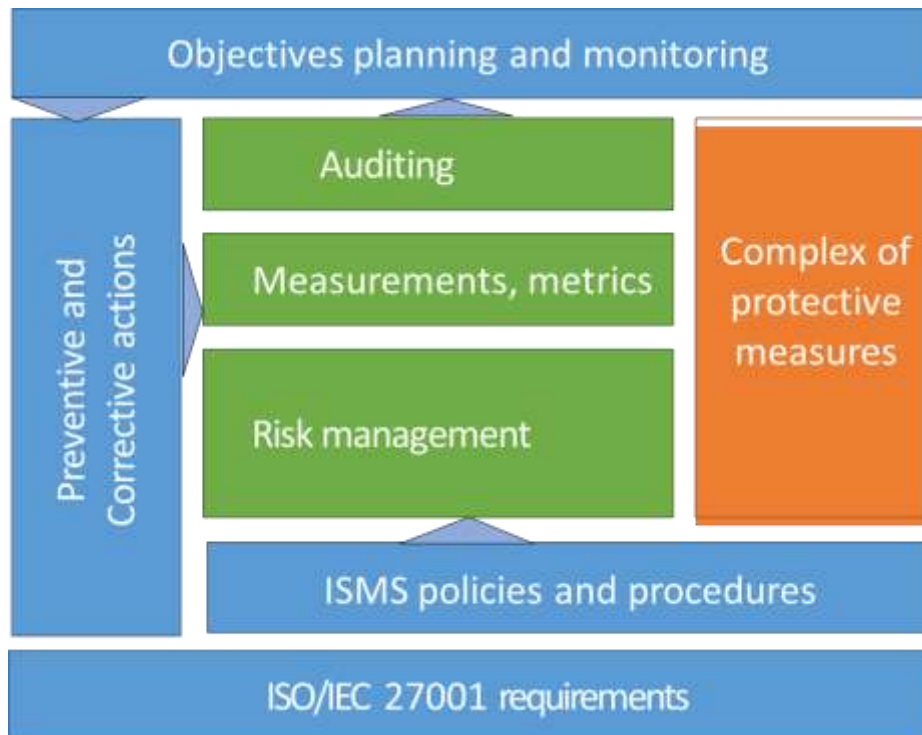 Objectives planning and monitoring
Preventive and
Corrective actions
Auditing
Measurements, metrics
Risk management
Complex of
protective
measures
ISMS policies and procedures
ISO/IEC 27001 requirements